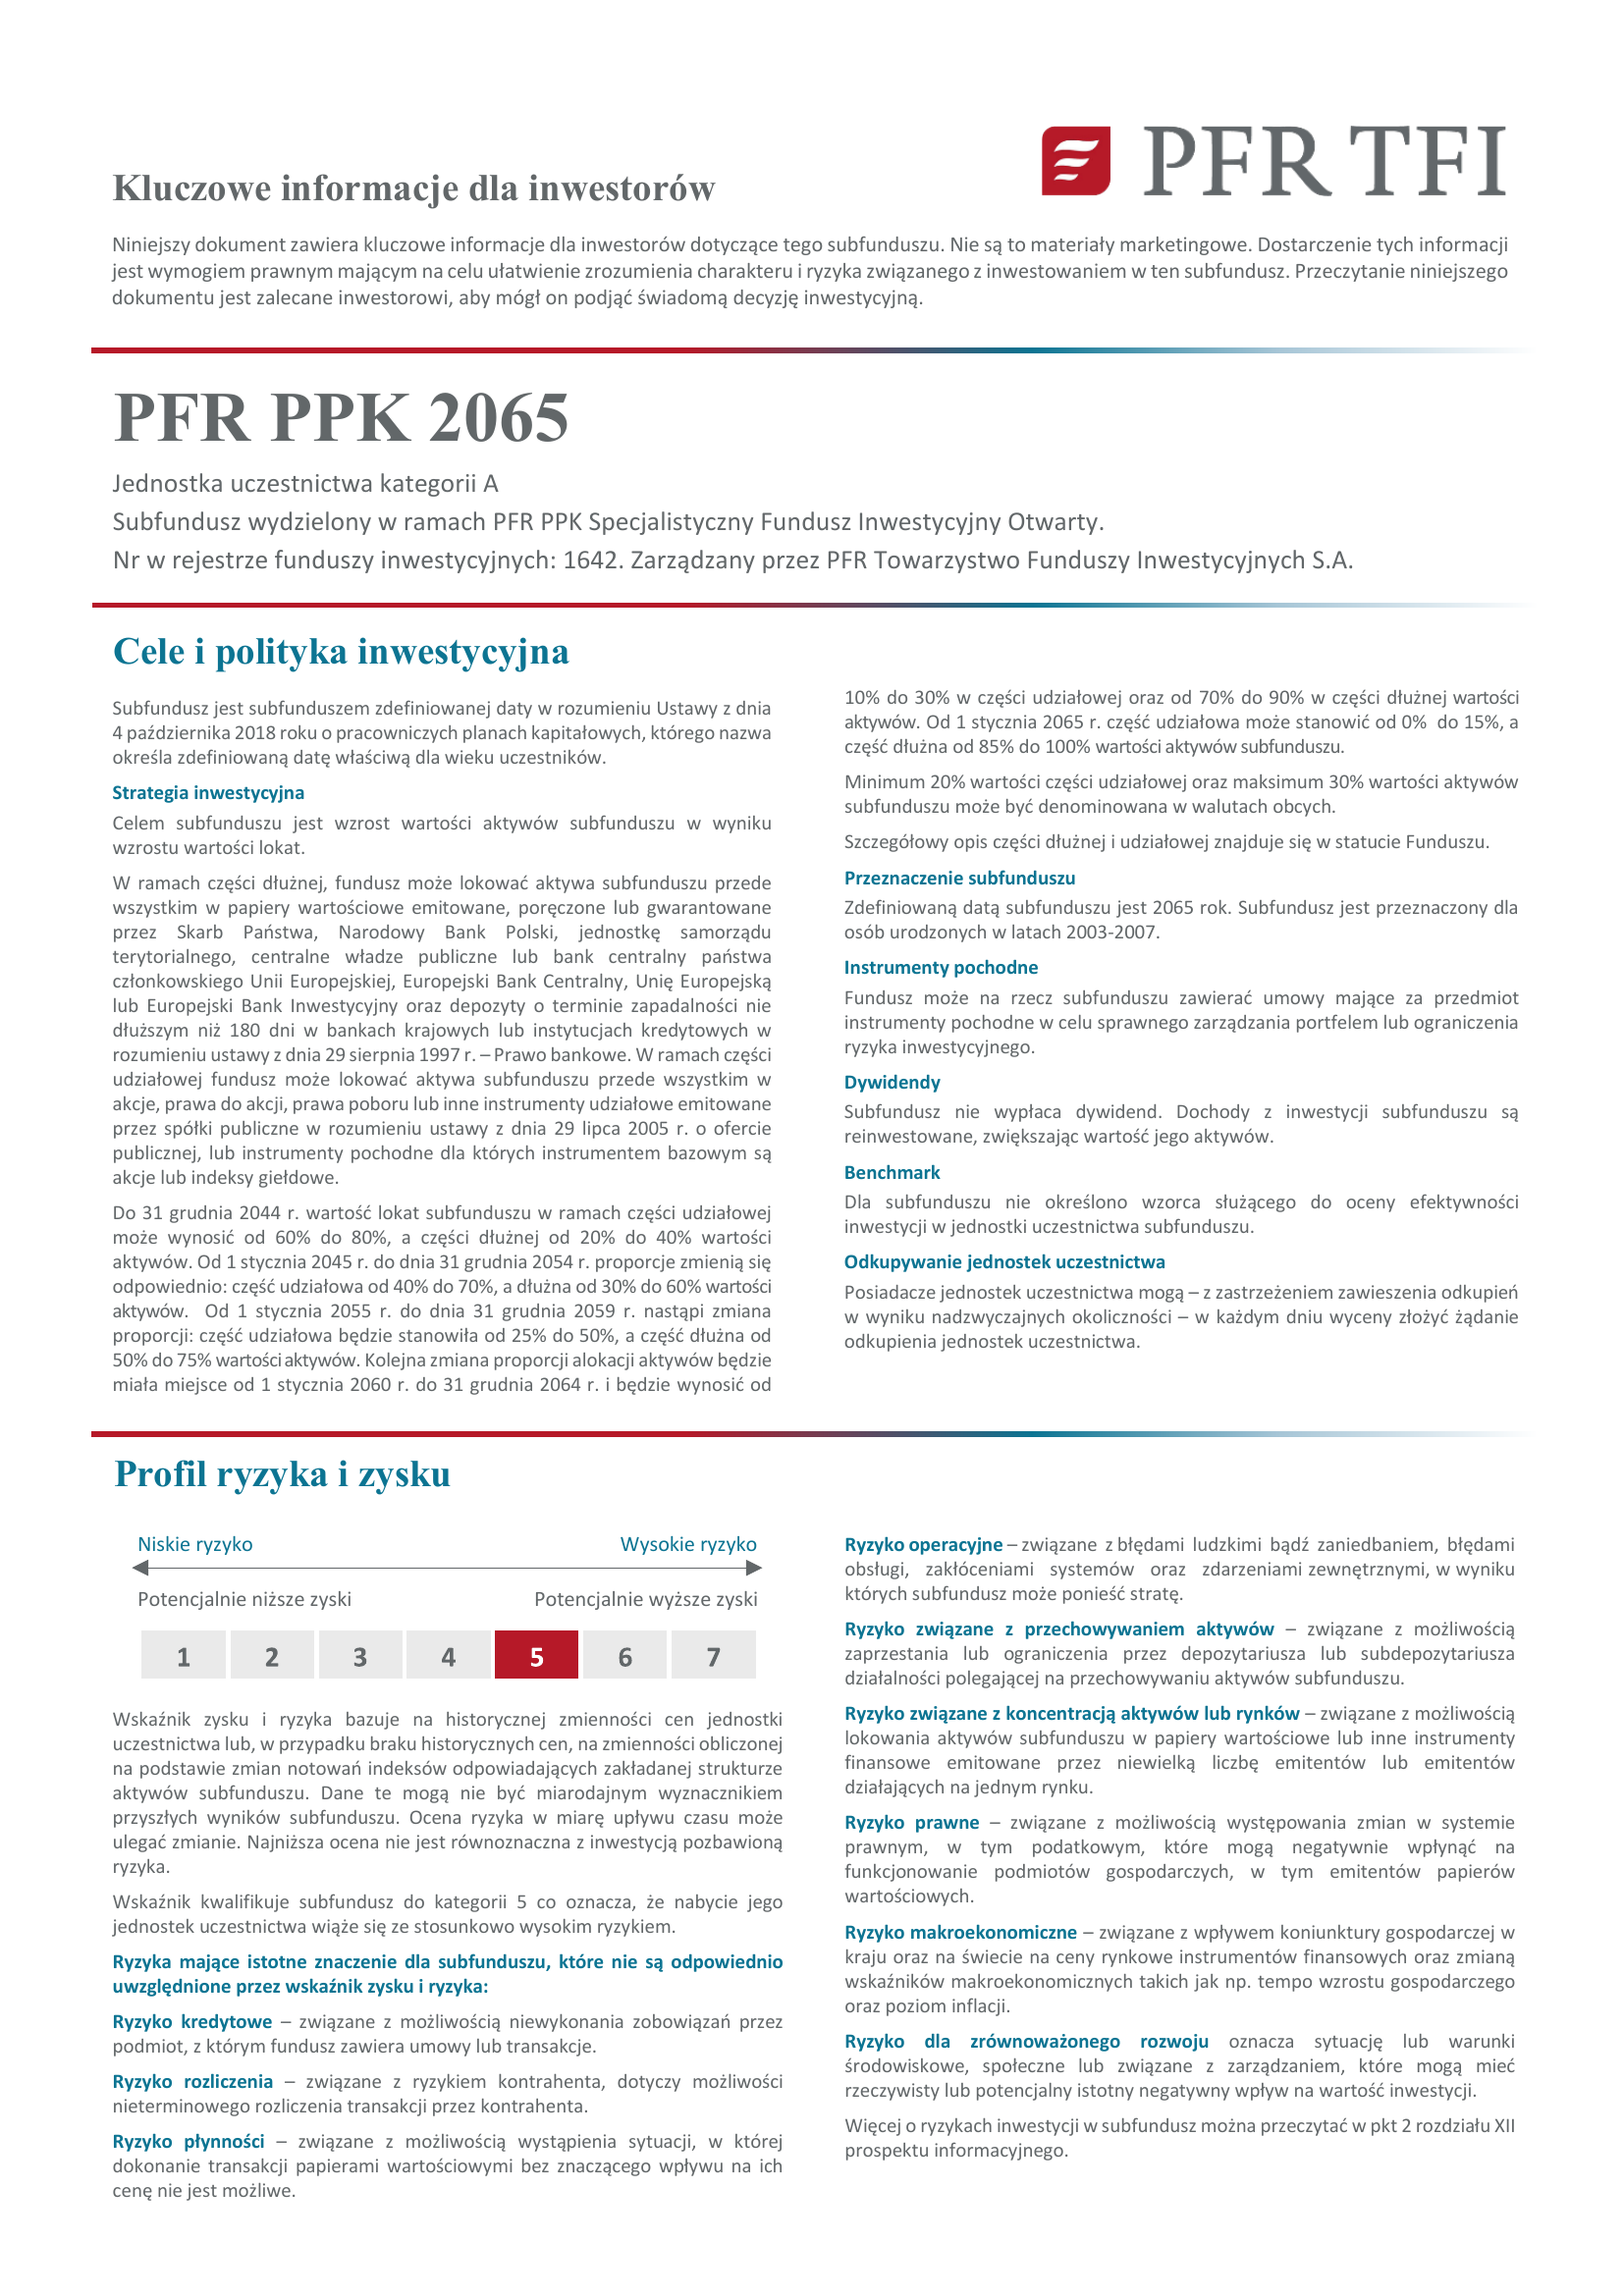 PFR TFI
Kluczowe informacje dla inwestorów
Niniejszy dokument zawiera kluczowe informacje dla inwestorów dotyczące tego subfunduszu. Nie są to materiały marketingowe. Dostarczenie tych informacji
jest wymogiem prawnym mającym na celu ułatwienie zrozumienia charakteru i ryzyka związanego z inwestowaniem w ten subfundusz. Przeczytanie niniejszego
dokumentu jest zalecane inwestorowi, aby mógł on podjąć świadomą decyzję inwestycyjną.
PFR PPK 2065
Jednostka uczestnictwa kategorii A
Subfundusz wydzielony w ramach PFR PPK Specjalistyczny Fundusz Inwestycyjny Otwarty.
Nr w rejestrze funduszy inwestycyjnych: 1642. Zarządzany przez PFR Towarzystwo Funduszy Inwestycyjnych S.A.
Cele i polityka inwestycyjna
Subfundusz jest subfunduszem zdefiniowanej daty w rozumieniu Ustawy z dnia
4 października 2018 roku o pracowniczych planach kapitałowych, którego nazwa
określa zdefiniowaną datę właściwą dla wieku uczestników.
Strategia inwestycyjna
Celem subfunduszu jest wzrost wartości aktywów subfunduszu w wyniku
wzrostu wartości lokat.
W ramach części dłużnej, fundusz może lokować aktywa subfunduszu przede
wszystkim w papiery wartościowe emitowane, poręczone lub gwarantowane
przez Skarb Państwa, Narodowy Bank Polski, jednostkę samorządu
terytorialnego, centralne władze publiczne lub bank centralny państwa
członkowskiego Unii Europejskiej, Europejski Bank Centralny, Unię Europejską
lub Europejski Bank Inwestycyjny oraz depozyty o terminie zapadalności nie
dłuższym niż 180 dni w bankach krajowych lub instytucjach kredytowych w
rozumieniu ustawy z dnia 29 sierpnia 1997 r. – Prawo bankowe. W ramach części
udziałowej fundusz może lokować aktywa subfunduszu przede wszystkim w
akcje, prawa do akcji, prawa poboru lub inne instrumenty udziałowe emitowane
przez spółki publiczne w rozumieniu ustawy z dnia 29 lipca 2005 r. o ofercie
publicznej, lub instrumenty pochodne dla których instrumentem bazowym są
akcje lub indeksy giełdowe.
Do 31 grudnia 2044 r. wartość lokat subfunduszu w ramach części udziałowej
może wynosić od 60% do 80%, a części dłużnej od 20% do 40% wartości
aktywów. Od 1 stycznia 2045 r. do dnia 31 grudnia 2054 r. proporcje zmienią się
odpowiednio: część udziałowa od 40% do 70%, a dłużna od 30% do 60% wartości
aktywów. Od 1 stycznia 2055 r. do dnia 31 grudnia 2059 r. nastąpi zmiana
proporcji: część udziałowa będzie stanowiła od 25% do 50%, a część dłużna od
50% do 75% wartości aktywów. Kolejna zmiana proporcji alokacji aktywów będzie
miała miejsce od 1 stycznia 2060 r. do 31 grudnia 2064 r. i będzie wynosić od
10% do 30% w części udziałowej oraz od 70% do 90% w części dłużnej wartości
aktywów. Od 1 stycznia 2065 r. część udziałowa może stanowić od 0% do 15%, a
część dłużna od 85% do 100% wartości aktywów subfunduszu.
Minimum 20% wartości części udziałowej oraz maksimum 30% wartości aktywów
subfunduszu może być denominowana w walutach obcych.
Szczegółowy opis części dłużnej i udziałowej znajduje się w statucie Funduszu.
Przeznaczenie subfunduszu
Zdefiniowaną datą subfunduszu jest 2065 rok. Subfundusz jest przeznaczony dla
osób urodzonych w latach 2003-2007.
Instrumenty pochodne
Fundusz może na rzecz subfunduszu zawierać umowy mające za przedmiot
instrumenty pochodne w celu sprawnego zarządzania portfelem lub ograniczenia
ryzyka inwestycyjnego.
Dywidendy
Subfundusz nie wypłaca dywidend. Dochody z inwestycji subfunduszu są
reinwestowane, zwiększając wartość jego aktywów.
Benchmark
Dla subfunduszu nie określono wzorca służącego do oceny efektywności
inwestycji w jednostki uczestnictwa subfunduszu.
Odkupywanie jednostek uczestnictwa
Posiadacze jednostek uczestnictwa mogą – z zastrzeżeniem zawieszenia odkupień
w wyniku nadzwyczajnych okoliczności – w każdym dniu wyceny złożyć żądanie
odkupienia jednostek uczestnictwa.
Profil ryzyka i zysku
Niskie ryzyko Wysokie ryzyko
Potencjalnie niższe zyski Potencjalnie wyższe zyski
1 2 3 4 5 6 7
Wskaźnik zysku i ryzyka bazuje na historycznej zmienności cen jednostki
uczestnictwa lub, w przypadku braku historycznych cen, na zmienności obliczonej
na podstawie zmian notowań indeksów odpowiadających zakładanej strukturze
aktywów subfunduszu. Dane te mogą nie być miarodajnym wyznacznikiem
przyszłych wyników subfunduszu. Ocena ryzyka w miarę upływu czasu może
ulegać zmianie. Najniższa ocena nie jest równoznaczna z inwestycją pozbawioną
ryzyka.
Wskaźnik kwalifikuje subfundusz do kategorii 5 co oznacza, że nabycie jego
jednostek uczestnictwa wiąże się ze stosunkowo wysokim ryzykiem.
Ryzyka mające istotne znaczenie dla subfunduszu, które nie są odpowiednio
uwzględnione przez wskaźnik zysku i ryzyka:
Ryzyko kredytowe – związane z możliwością niewykonania zobowiązań przez
podmiot, z którym fundusz zawiera umowy lub transakcje.
Ryzyko rozliczenia – związane z ryzykiem kontrahenta, dotyczy możliwości
nieterminowego rozliczenia transakcji przez kontrahenta.
Ryzyko płynności – związane z możliwością wystąpienia sytuacji, w której
dokonanie transakcji papierami wartościowymi bez znaczącego wpływu na ich
cenę nie jest możliwe.
Ryzyko operacyjne – związane z błędami ludzkimi bądź zaniedbaniem, błędami
obsługi, zakłóceniami systemów oraz zdarzeniami zewnętrznymi, w wyniku
których subfundusz może ponieść stratę.
Ryzyko związane z przechowywaniem aktywów – związane z możliwością
zaprzestania lub ograniczenia przez depozytariusza lub subdepozytariusza
działalności polegającej na przechowywaniu aktywów subfunduszu.
Ryzyko związane z koncentracją aktywów lub rynków – związane z możliwością
lokowania aktywów subfunduszu w papiery wartościowe lub inne instrumenty
finansowe emitowane przez niewielką liczbę emitentów lub emitentów
działających na jednym rynku.
Ryzyko prawne – związane z możliwością występowania zmian w systemie
prawnym, w tym podatkowym, które mogą negatywnie wpłynąć na
funkcjonowanie podmiotów gospodarczych, w tym emitentów papierów
wartościowych.
Ryzyko makroekonomiczne – związane z wpływem koniunktury gospodarczej w
kraju oraz na świecie na ceny rynkowe instrumentów finansowych oraz zmianą
wskaźników makroekonomicznych takich jak np. tempo wzrostu gospodarczego
oraz poziom inflacji.
Ryzyko dla zrównoważonego rozwoju oznacza sytuację lub warunki
środowiskowe, społeczne lub związane z zarządzaniem, które mogą mieć
rzeczywisty lub potencjalny istotny negatywny wpływ na wartość inwestycji.
Więcej o ryzykach inwestycji w subfundusz można przeczytać w pkt 2 rozdziału XII
prospektu informacyjnego.